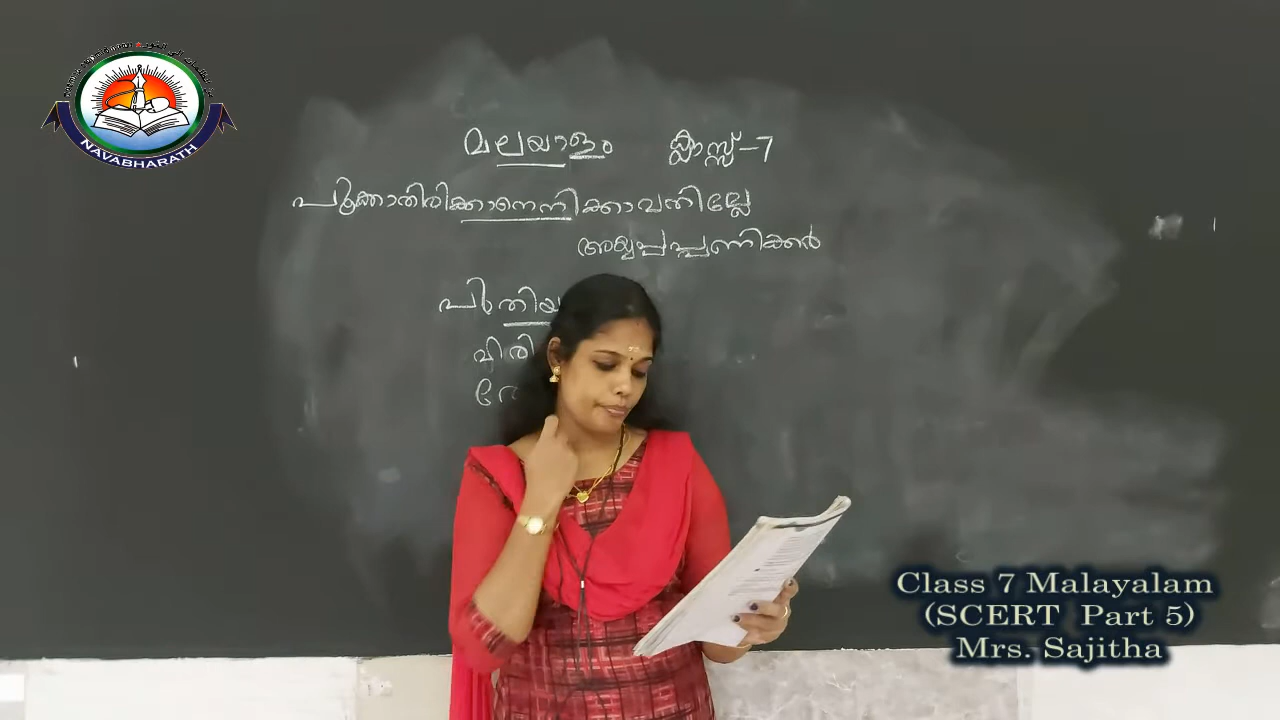 NAVABHARATH
മലയാളം ക്ലാസ്സ്-7
പൂക്കാതിരിക്കാനെനിക്കാവതില്ലേ
അയ്യപ്പപ്പണിക്കർ
Class 7 Malayalam
(SCERT Part 5)
Mrs. Sajitha